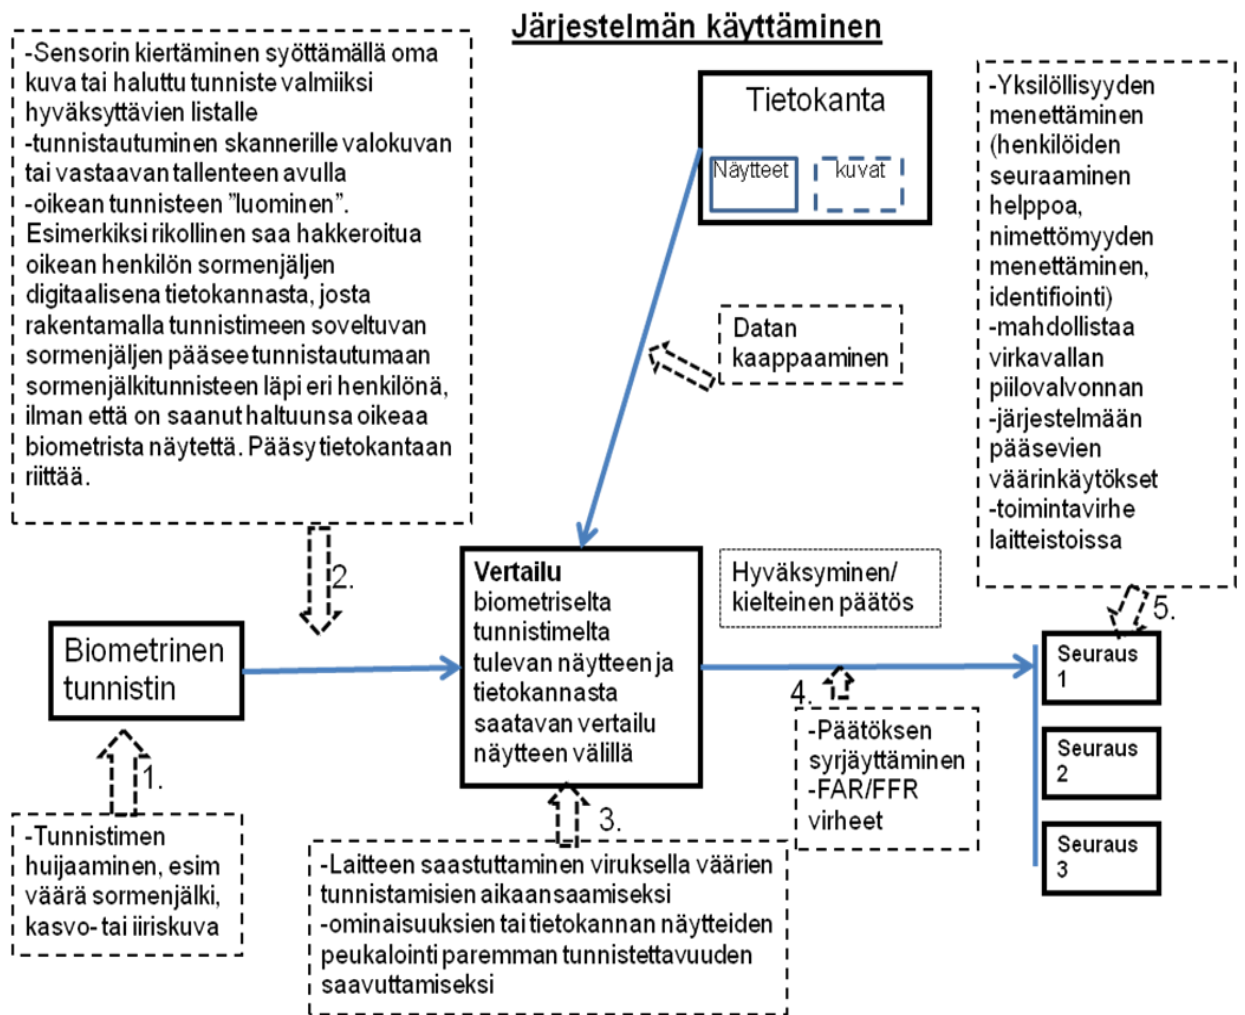 Järjestelmän käyttäminen
-Sensorin kiertäminen syöttämällä oma
kuva tai haluttu tunniste valmiiksi
hyväksyttävien listalle
-tunnistautuminen skannerille valokuvan
tai vastaavan tallenteen avulla
-oikean tunnisteen ”luominen”.
Esimerkiksi rikollinen saa hakkeroitua
oikean henkilön sormenjäljen
digitaalisena tietokannasta, josta
rakentamalla tunnistimeen soveltuvan
sormenjäljen pääsee tunnistautumaan
sormenjälkitunnisteen läpi eri henkilönä,
ilman että on saanut haltuunsa oikeaa
biometrista näytettä. Pääsy tietokantaan
riittää.
Tietokanta
Näytteet
kuvat
Datan
kaappaaminen
-Yksilöllisyyden
menettäminen
(henkilöiden
seuraaminen
helppoa,
nimettömyyden
menettäminen,
identifiointi)
-mahdollistaa
virkavallan
piilovalvonnan
-järjestelmään
pääsevien
väärinkäytökset
-toimintavirhe
laitteistoissa
2.
5.
Biometrinen
tunnistin
Vertailu
biometriselta
tunnistimelta
tulevan näytteen ja
tietokannasta
saatavan vertailu
näytteen välillä
Hyväksyminen/
kielteinen päätös
Seuraus
1
Seuraus
2
Seuraus
3
4.
-Päätöksen
syrjäyttäminen
-FAR/FFR
virheet
1.
-Tunnistimen
huijaaminen, esim
väärä sormenjälki,
kasvo- tai iiriskuva
3.
-Laitteen saastuttaminen viruksella väärien
tunnistamisien aikaansaamiseksi
-ominaisuuksien tai tietokannan näytteiden
peukalointi paremman tunnistettavuuden
saavuttamiseksi